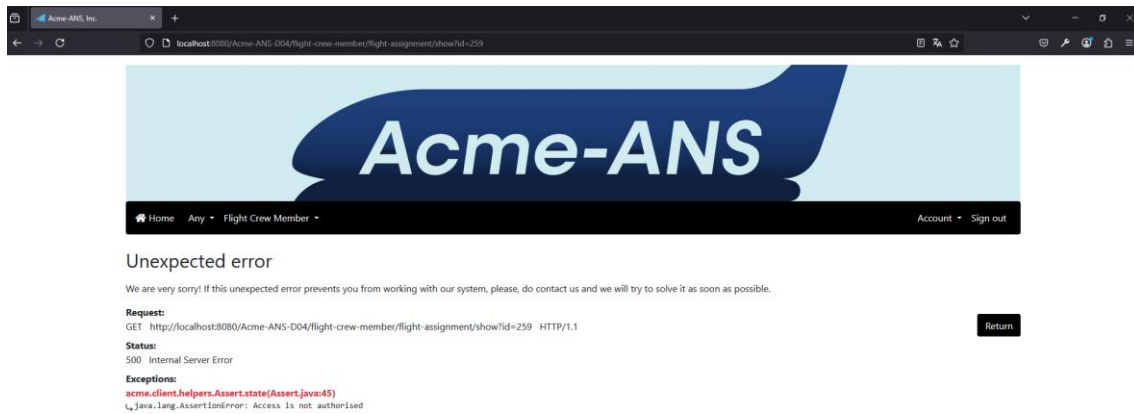 Acme-ANS, Inc.
localhost:8080/Acme-ANS-D04/flight-crew-member/flight-assignment/show?id=259
Acme-ANS
Home Any Flight Crew Member Account Sign out
Unexpected error
We are very sorry! If this unexpected error prevents you from working with our system, please, do contact us and we will try to solve it as soon as possible.
Request:
GET http://localhost:8080/Acme-ANS-D04/flight-crew-member/flight-assignment/show?id=259 HTTP/1.1
Return
Status:
500 Internal Server Error
Exceptions:
acme.client.helpers.Assert.state(Assert.java:45)
java.lang.AssertionError: Access is not authorised